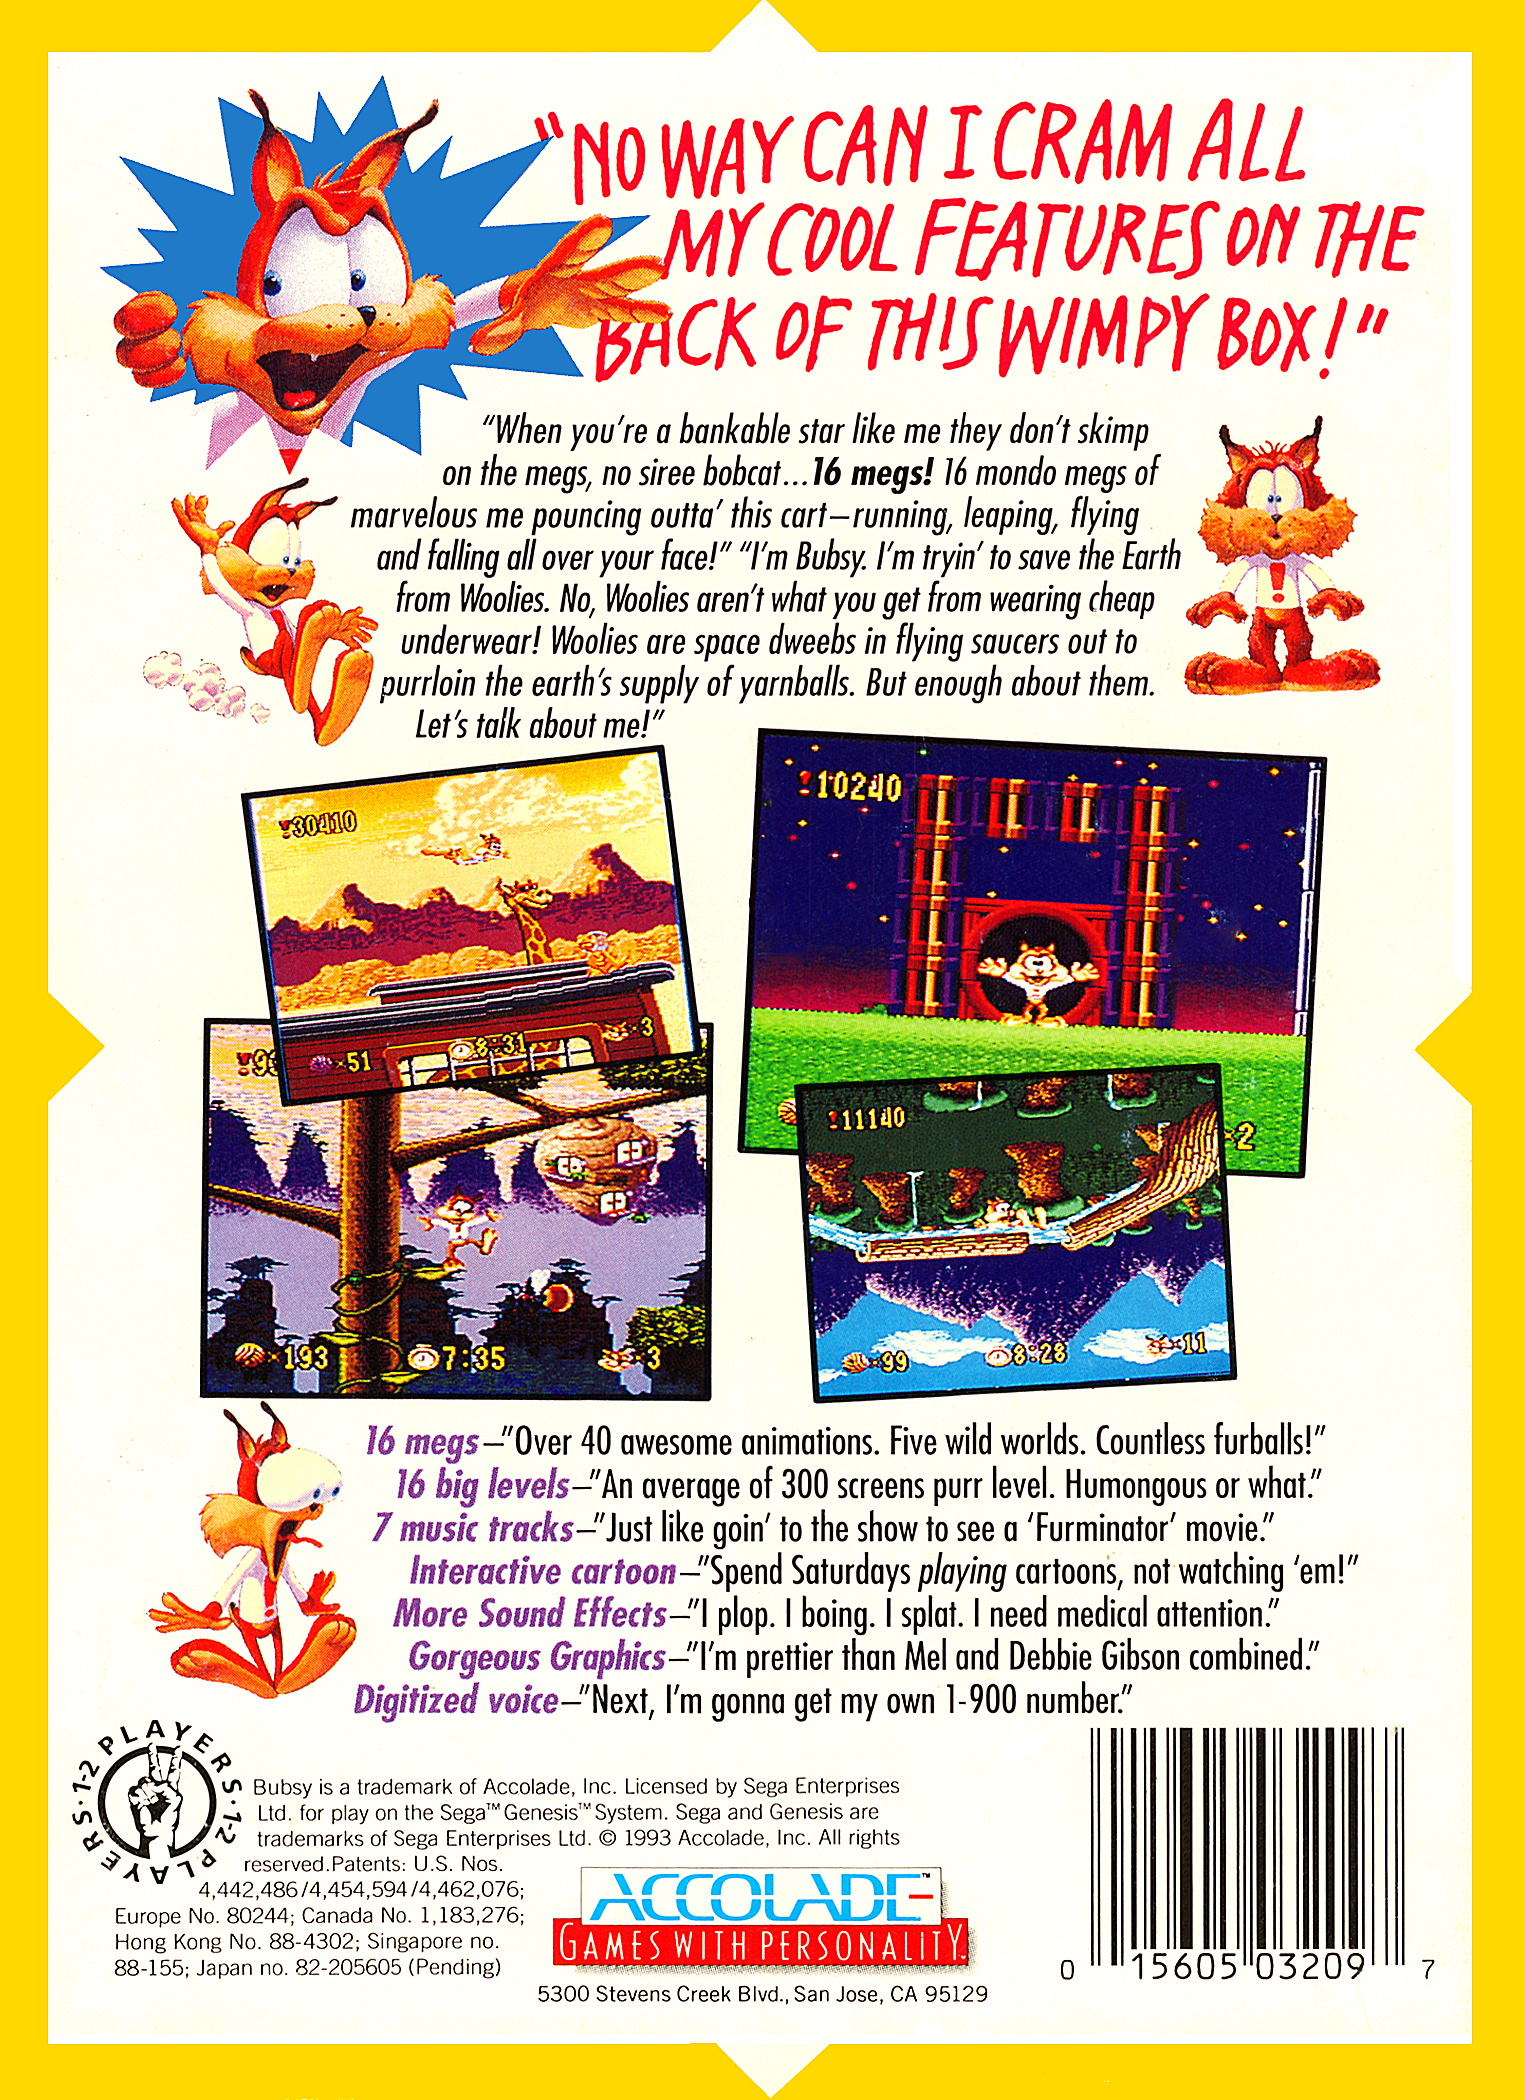 "NO WAY CAN I CRAM ALL
MY COOL FEATURES ON THE
BACK OF THIS WIMPY BOX!"
"When you're a bankable star like me they don't skimp
on the megs, no siree bobcat...16 megs! 16 mondo megs of
marvelous me pouncing outta' this cart—running, leaping, flying
and falling all over your face!" "I'm Bubsy. I'm tryin' to save the Earth
from Woolies. No, Woolies aren't what you get from wearing cheap
underwear! Woolies are space dweebs in flying saucers out to
purrloin the earth's supply of yarnballs. But enough about them.
Let's talk about me!"
30410
×51 8:31 ×3
10240
×2
93
×193 7:35 ×3
11140
×99 8:28 ×11
16 megs—"Over 40 awesome animations. Five wild worlds. Countless furballs!"
16 big levels—"An average of 300 screens purr level. Humongous or what."
7 music tracks—"Just like goin' to the show to see a 'Furminator' movie."
Interactive cartoon—"Spend Saturdays playing cartoons, not watching 'em!"
More Sound Effects—"I plop. I boing. I splat. I need medical attention."
Gorgeous Graphics—"I'm prettier than Mel and Debbie Gibson combined."
Digitized voice—"Next, I'm gonna get my own 1-900 number."
1-2 PLAYERS · 1-2 PLAYERS ·
Bubsy is a trademark of Accolade, Inc. Licensed by Sega Enterprises
Ltd. for play on the Sega™ Genesis™ System. Sega and Genesis are
trademarks of Sega Enterprises Ltd. © 1993 Accolade, Inc. All rights
reserved.Patents: U.S. Nos.
4,442,486/4,454,594/4,462,076;
Europe No. 80244; Canada No. 1,183,276;
Hong Kong No. 88-4302; Singapore no.
88-155; Japan no. 82-205605 (Pending)
ACCOLADE™
GAMES WITH PERSONALITY™
5300 Stevens Creek Blvd., San Jose, CA 95129
0 15605 03209 7